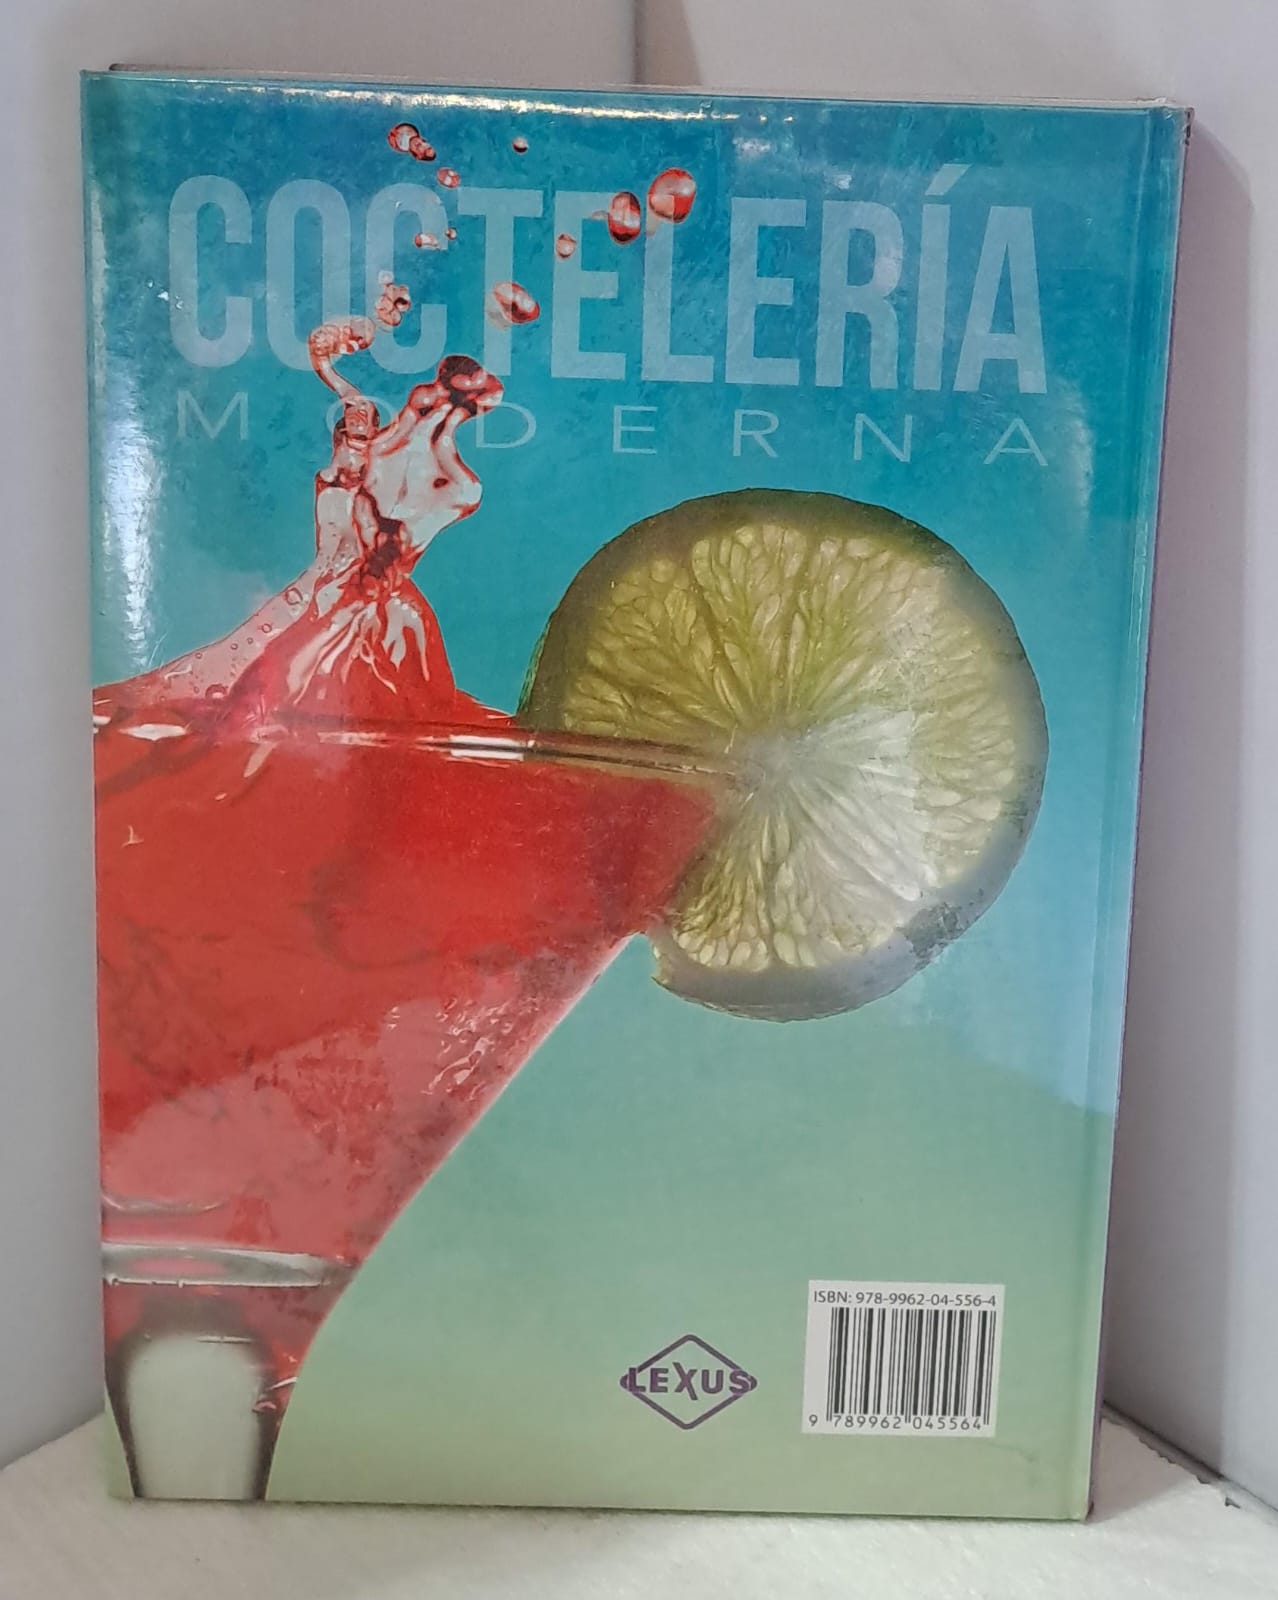 COCTELERÍA
MODERNA
ISBN: 978-9962-04-556-4
LEXUS
9 789962 045564